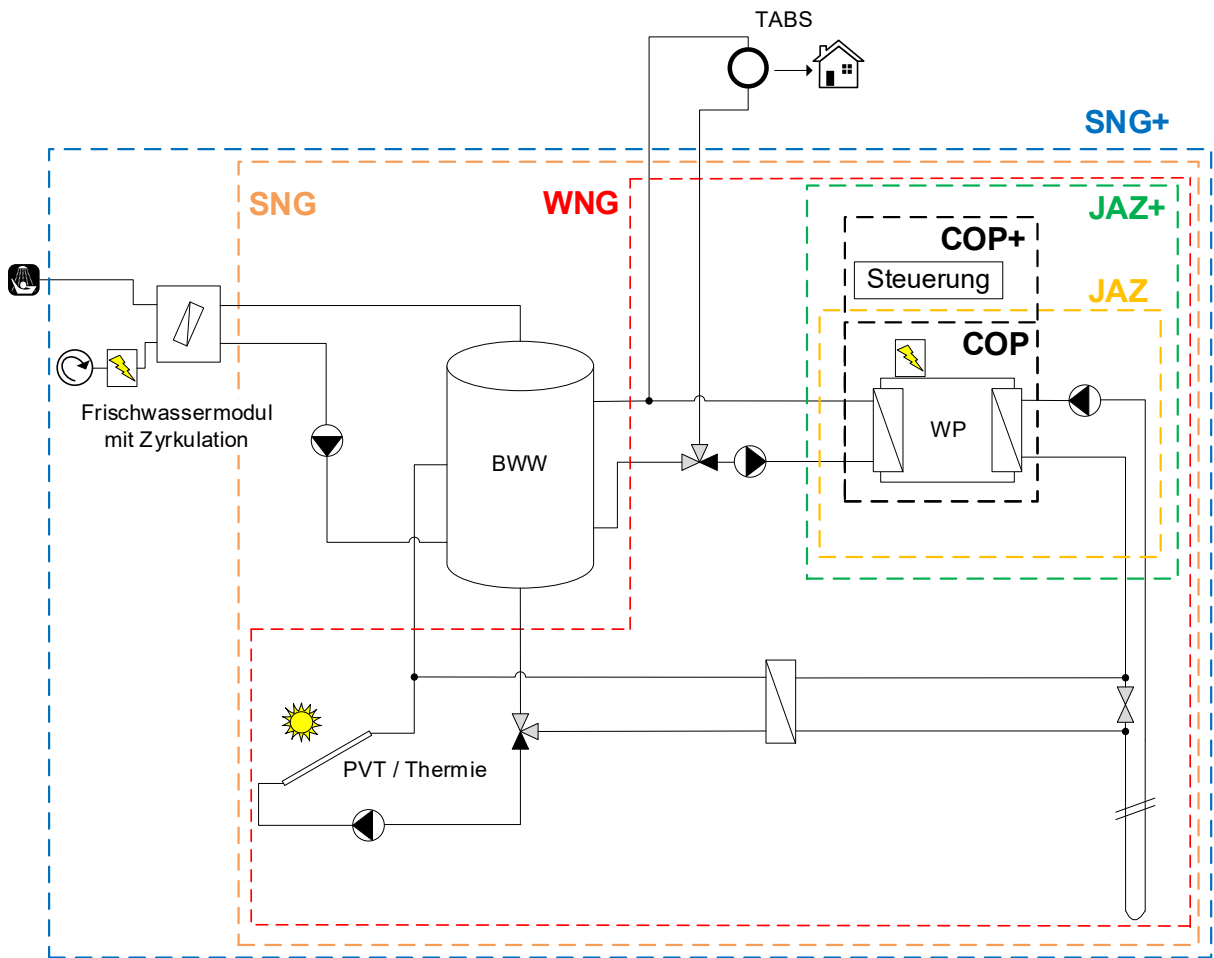 TABS
SNG+
SNG
WNG
JAZ+
COP+
Steuerung
JAZ
COP
Frischwassermodul
mit Zyrkulation
BWW
WP
PVT / Thermie